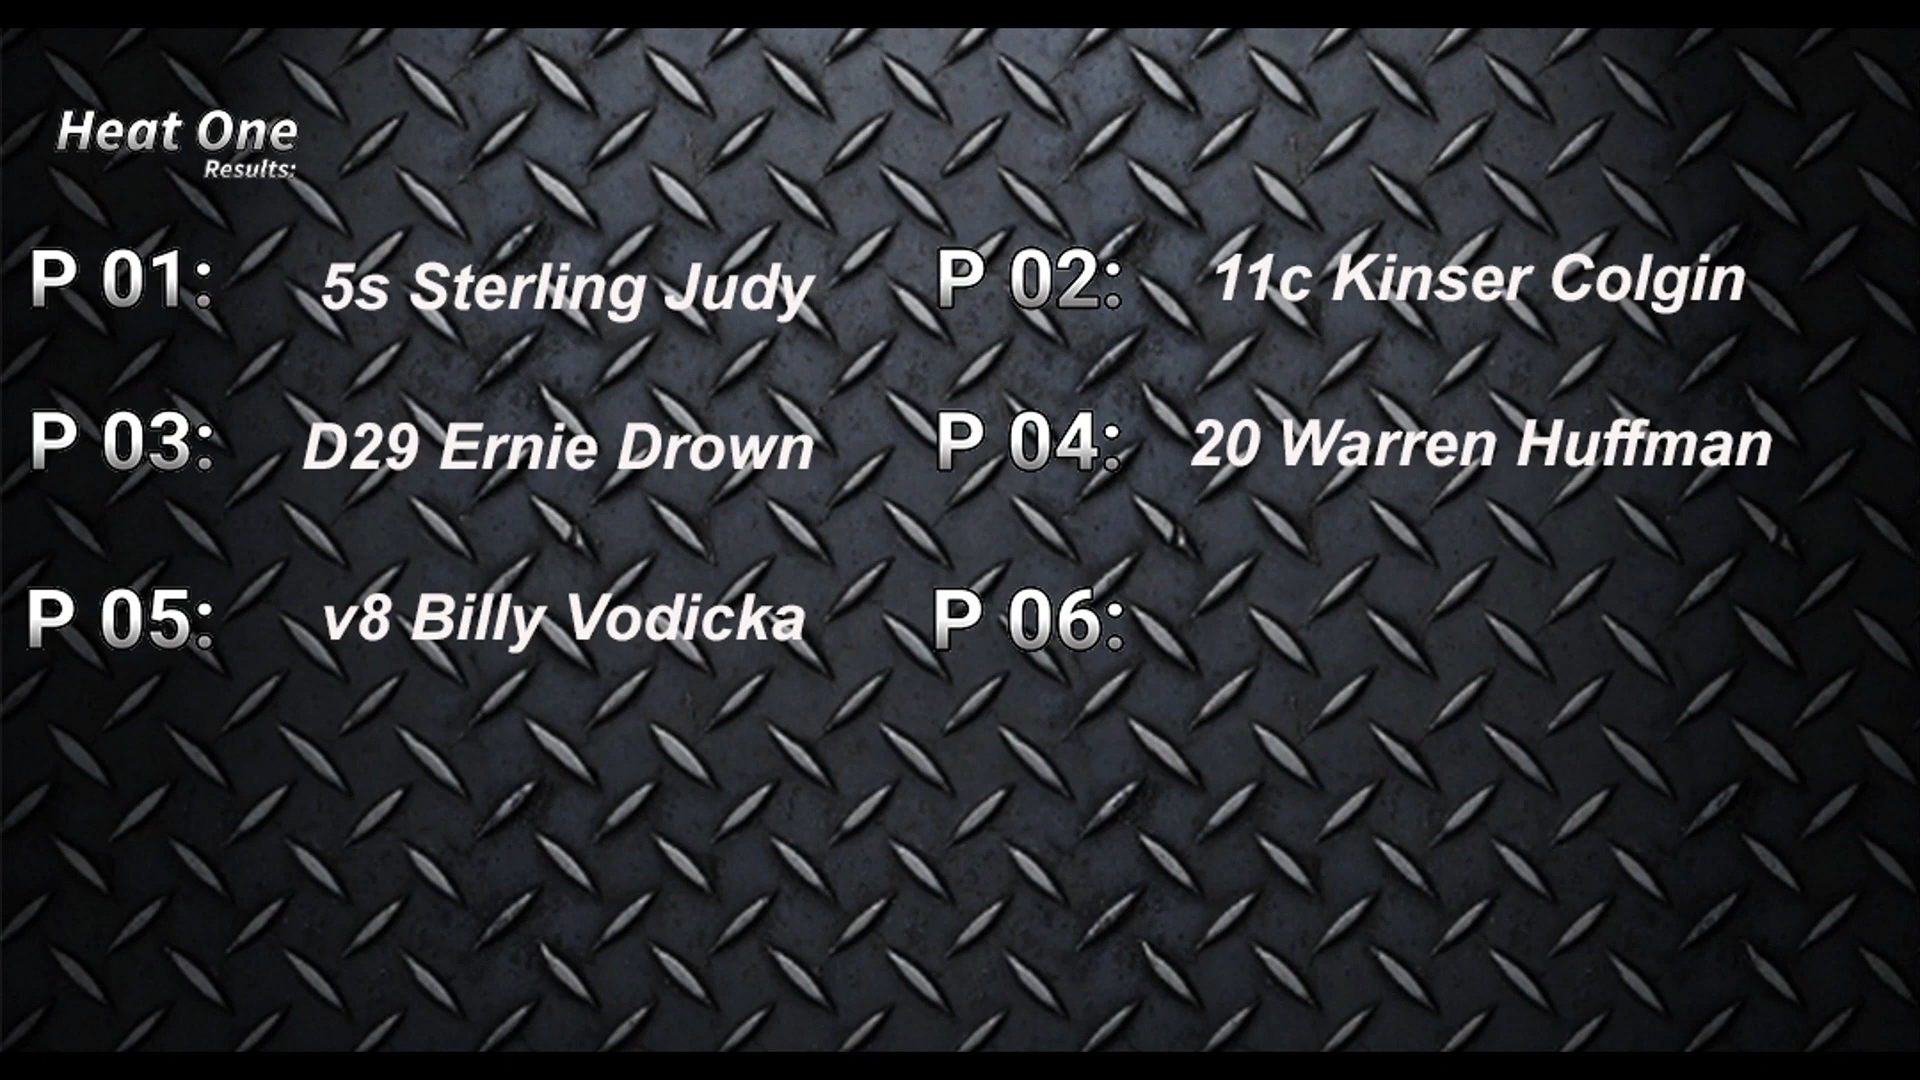 Heat One
Results:
P 01: 5s Sterling Judy
P 02: 11c Kinser Colgin
P 03: D29 Ernie Drown
P 04: 20 Warren Huffman
P 05: v8 Billy Vodicka
P 06: